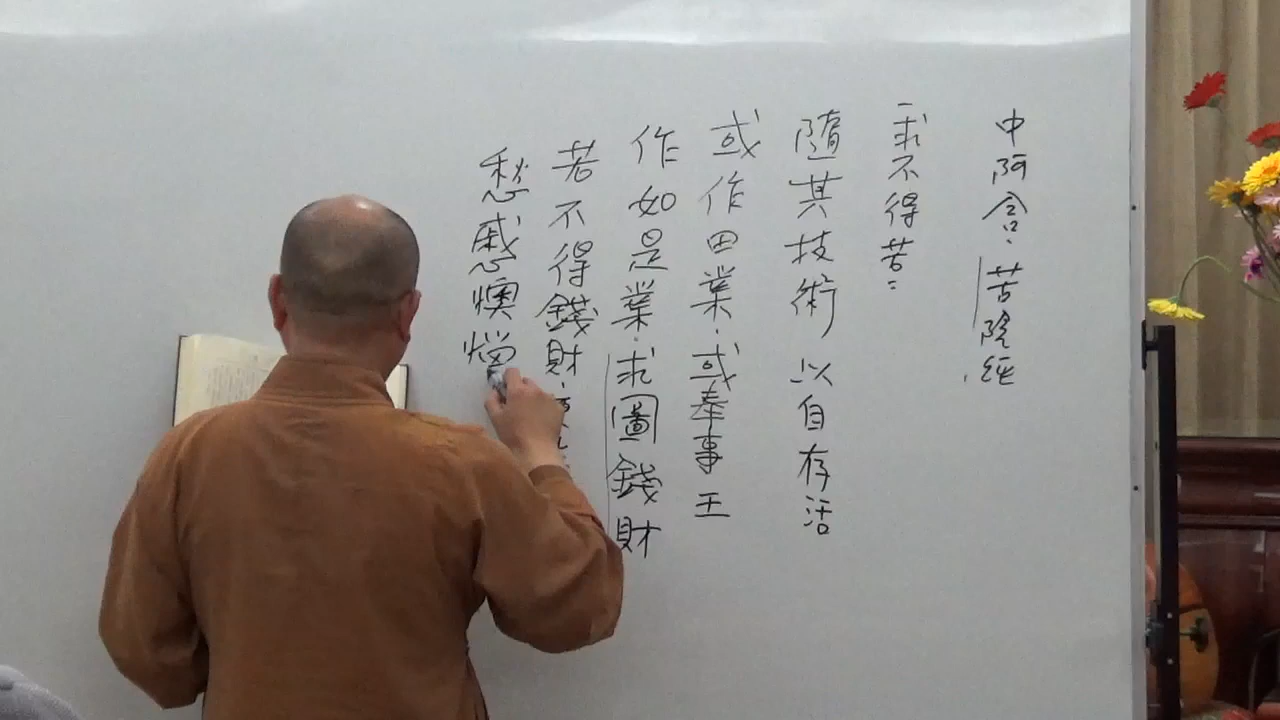 中阿含·苦陰經
一求不得苦：
隨其技術 以自存活
或作田業·或奉事王
作如是業·求圖錢財
若不得錢財·
愁慼懊惱